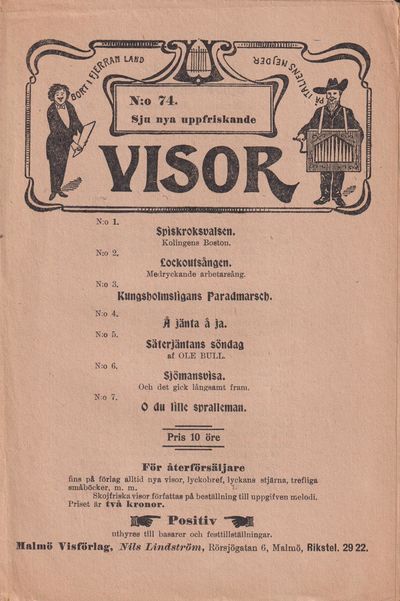 BORT I FJERRAN LAND
PÅ ITALIENS NEJDER
N:o 74.
Sju nya uppfriskande
VISOR
N:o 1.
Spiskroksvalsen.
Kolingens Boston.
N:o 2.
Lockoutsången.
Medryckande arbetarsång.
N:o 3.
Kungsholmsligans Paradmarsch.
N:o 4.
Å jänta å ja.
N:o 5.
Säterjäntans söndag
af OLE BULL.
N:o 6.
Sjömansvisa.
Och det gick långsamt fram.
N:o 7.
O du lille spralleman.
Pris 10 öre
För återförsäljare
fins på förlag alltid nya visor, lyckobref, lyckans stjärna, trefliga
småböcker, m. m.
Skojfriska visor författas på beställning till uppgifven melodi.
Priset är två kronor.
Positiv
uthyres till basarer och festtillställningar.
Malmö Visförlag, Nils Lindström, Rörsjögatan 6, Malmö, Rikstel. 29 22.